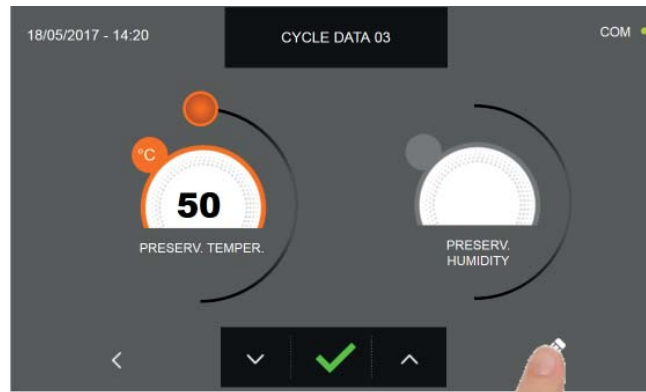 18/05/2017 - 14:20
CYCLE DATA 03
COM
°C
50
PRESERV. TEMPER.
PRESERV.
HUMIDITY